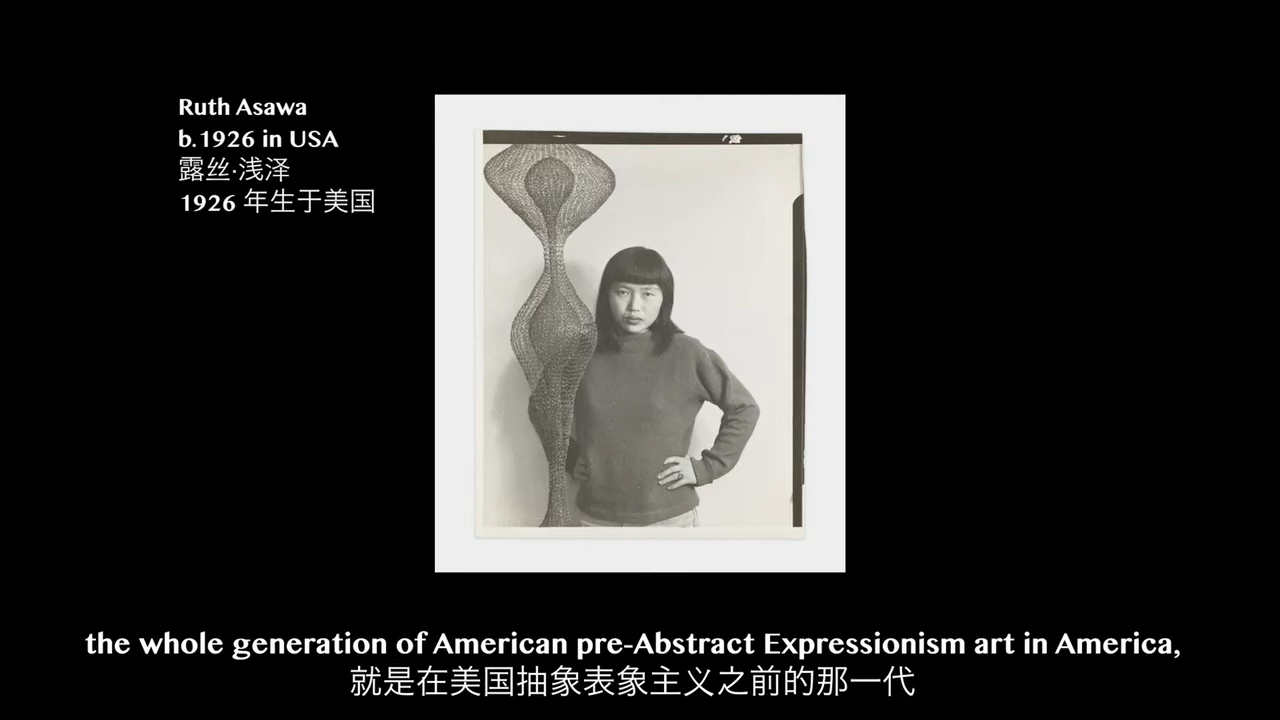 Ruth Asawa
b.1926 in USA
露丝·浅泽
1926 年生于美国
the whole generation of American pre-Abstract Expressionism art in America,
就是在美国抽象表象主义之前的那一代